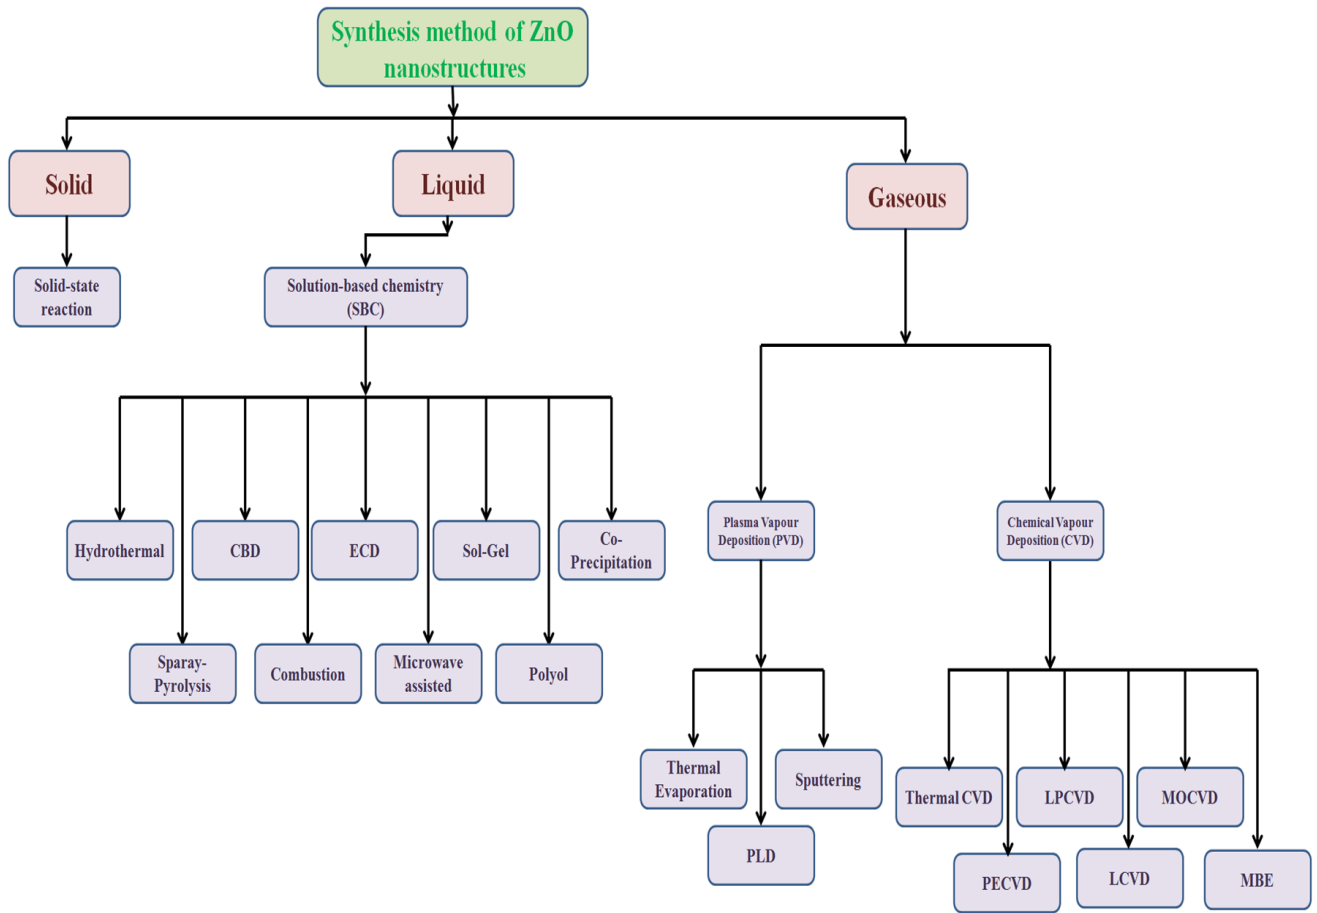 Synthesis method of ZnO
nanostructures
Solid
Liquid
Gaseous
Solid-state
reaction
Solution-based chemistry
(SBC)
Hydrothermal
CBD
ECD
Sol-Gel
Co-
Precipitation
Plasma Vapour
Deposition (PVD)
Chemical Vapour
Deposition (CVD)
Sparay-
Pyrolysis
Combustion
Microwave
assisted
Polyol
Thermal
Evaporation
Sputtering
Thermal CVD
LPCVD
MOCVD
PLD
PECVD
LCVD
MBE